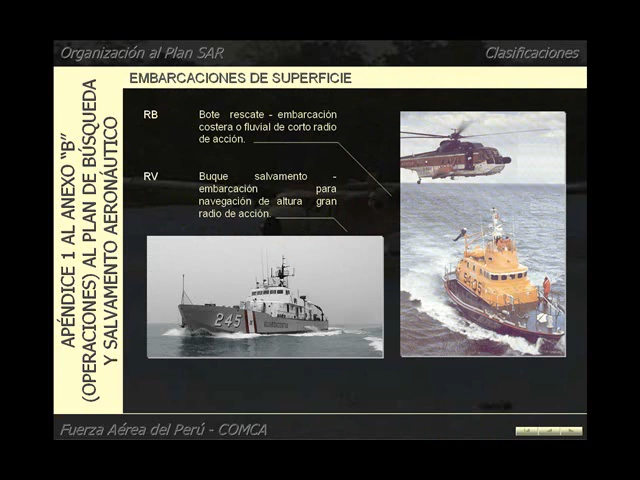 Organización al Plan SAR
Clasificaciones
APÉNDICE 1 AL ANEXO "B"
(OPERACIONES) AL PLAN DE BÚSQUEDA
Y SALVAMENTO AERONÁUTICO
EMBARCACIONES DE SUPERFICIE
RB
Bote rescate - embarcación
costera o fluvial de corto radio
de acción.
RV
Buque salvamento -
embarcación para
navegación de altura gran
radio de acción.
245
Fuerza Aérea del Perú - COMCA